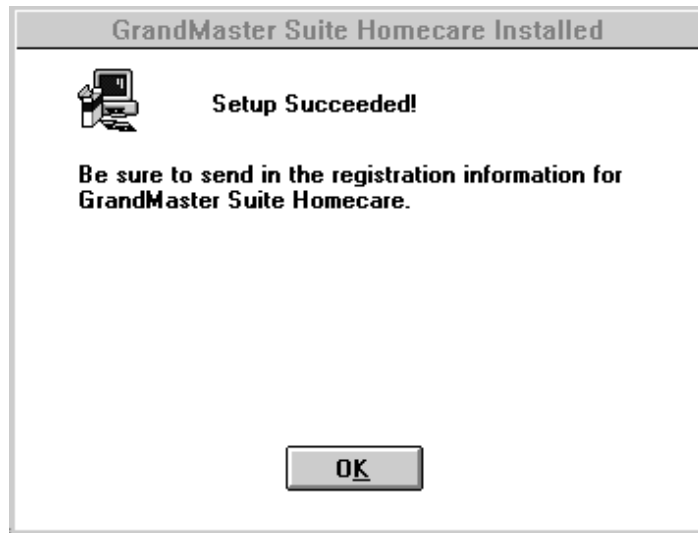 GrandMaster Suite Homecare Installed
Setup Succeeded!
Be sure to send in the registration information for
GrandMaster Suite Homecare.
OK